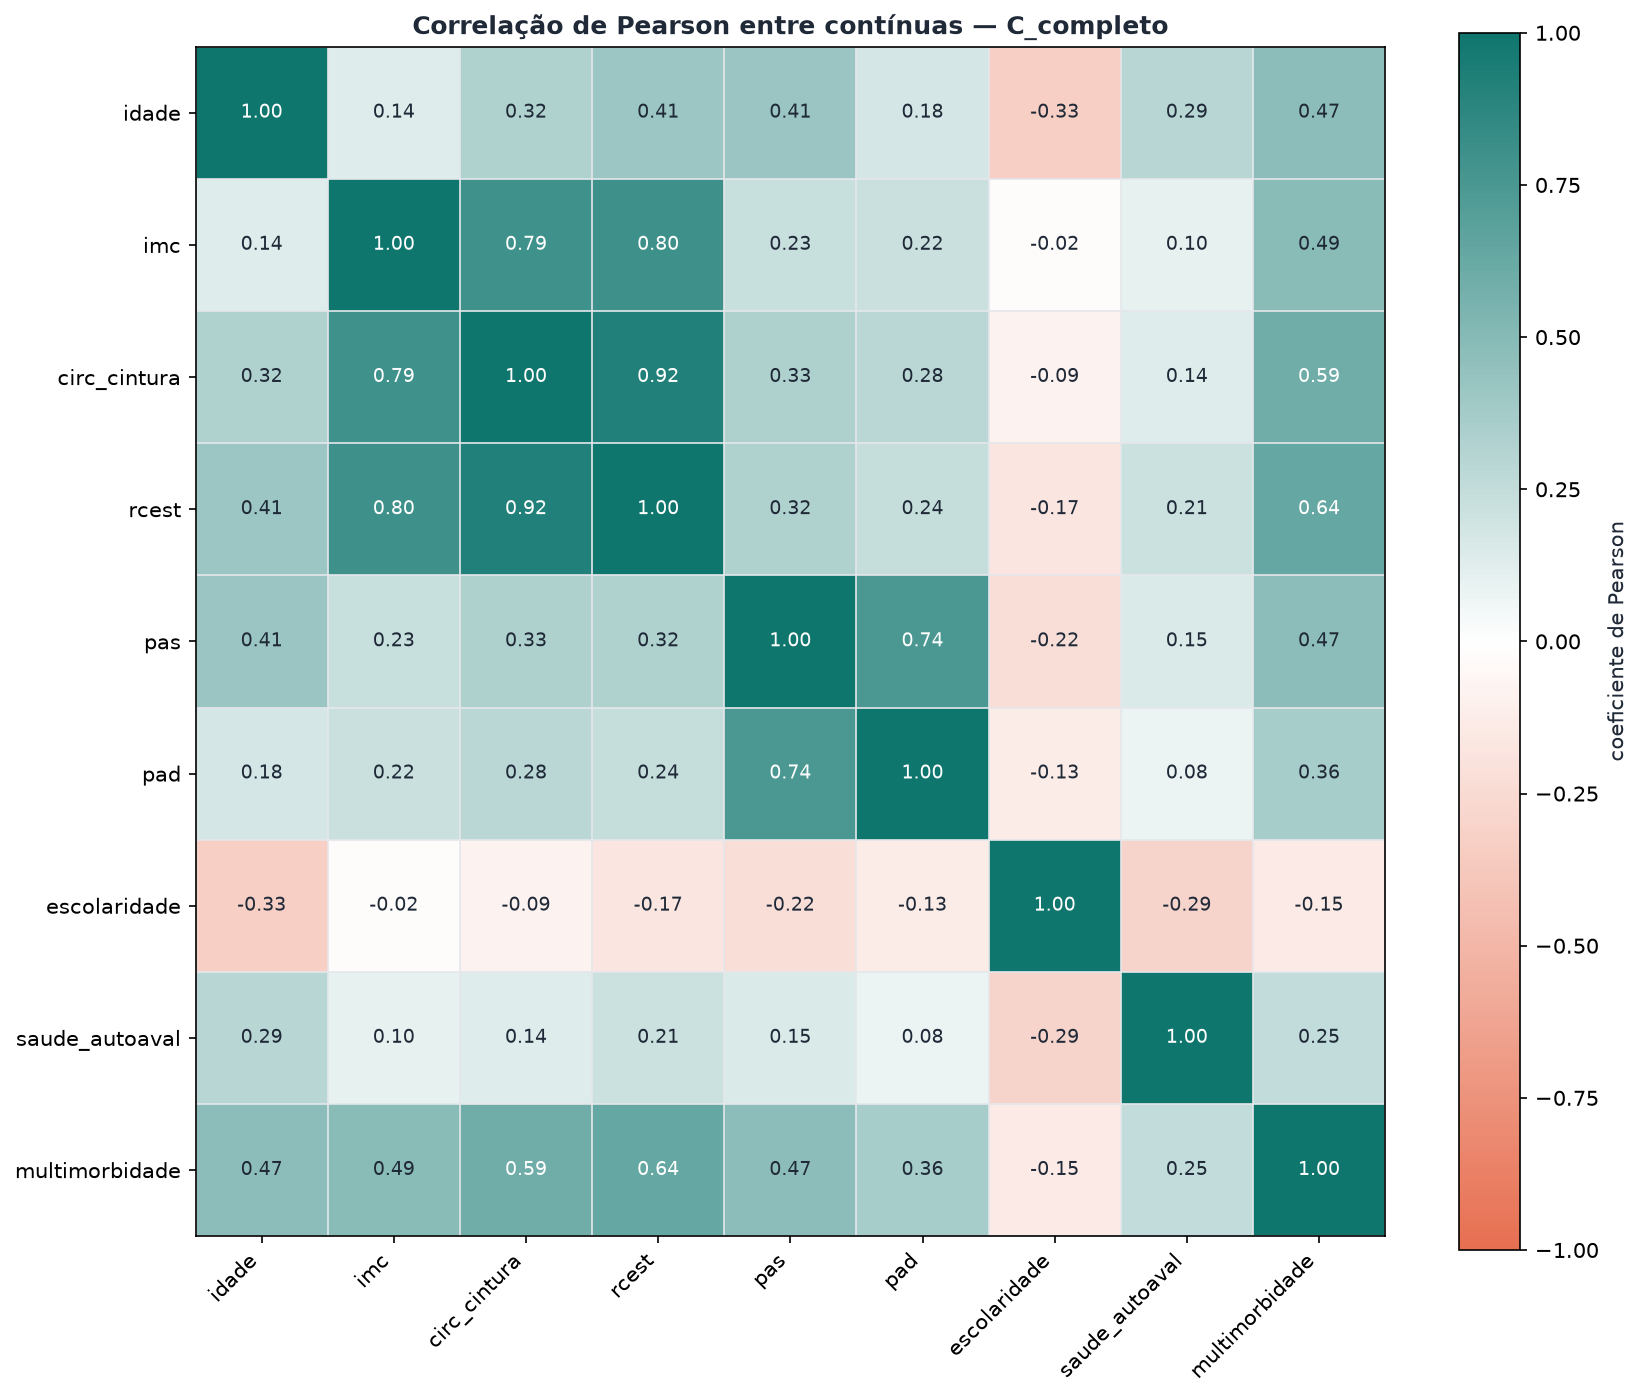 Correlação de Pearson entre contínuas — C_completo
idade 1.00 0.14 0.32 0.41 0.41 0.18 -0.33 0.29 0.47
imc 0.14 1.00 0.79 0.80 0.23 0.22 -0.02 0.10 0.49
circ_cintura 0.32 0.79 1.00 0.92 0.33 0.28 -0.09 0.14 0.59
rcest 0.41 0.80 0.92 1.00 0.32 0.24 -0.17 0.21 0.64
pas 0.41 0.23 0.33 0.32 1.00 0.74 -0.22 0.15 0.47
pad 0.18 0.22 0.28 0.24 0.74 1.00 -0.13 0.08 0.36
escolaridade -0.33 -0.02 -0.09 -0.17 -0.22 -0.13 1.00 -0.29 -0.15
saude_autoaval 0.29 0.10 0.14 0.21 0.15 0.08 -0.29 1.00 0.25
multimorbidade 0.47 0.49 0.59 0.64 0.47 0.36 -0.15 0.25 1.00
idade imc circ_cintura rcest pas pad escolaridade saude_autoaval multimorbidade
1.00
0.75
0.50
0.25
0.00
−0.25
−0.50
−0.75
−1.00
coeficiente de Pearson